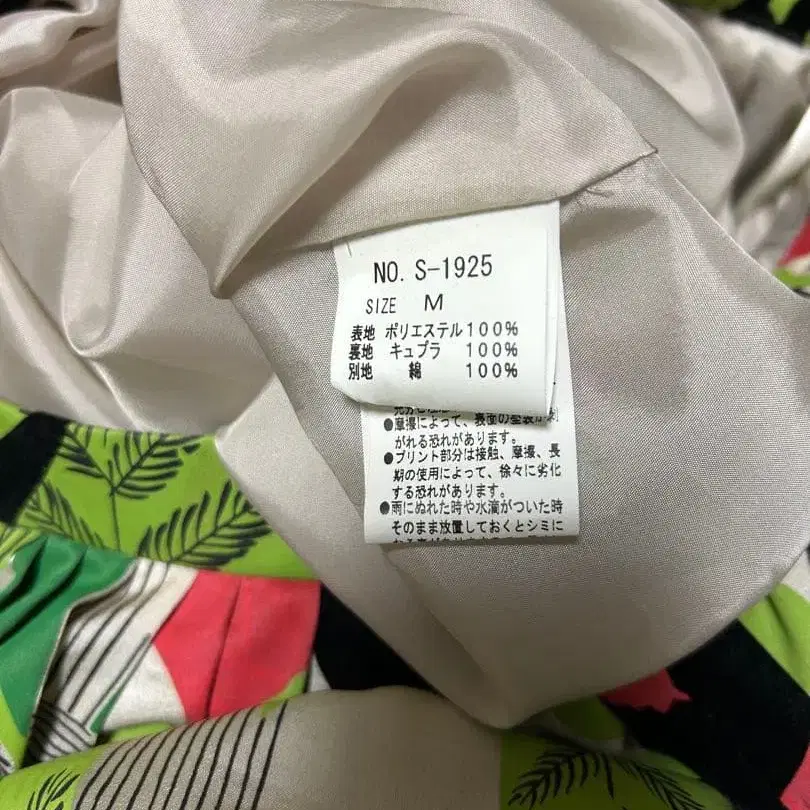 NO. S-1925
SIZE M
表地 ポリエステル100%
裏地 キュプラ 100%
別地 綿 100%
●摩擦によって、表面の塗装が剥
がれる恐れがあります。
●プリント部分は接触、摩擦、長
期の使用によって、徐々に劣化
する恐れがあります。
●雨にぬれた時や水滴がついた時
そのまま放置しておくとシミに